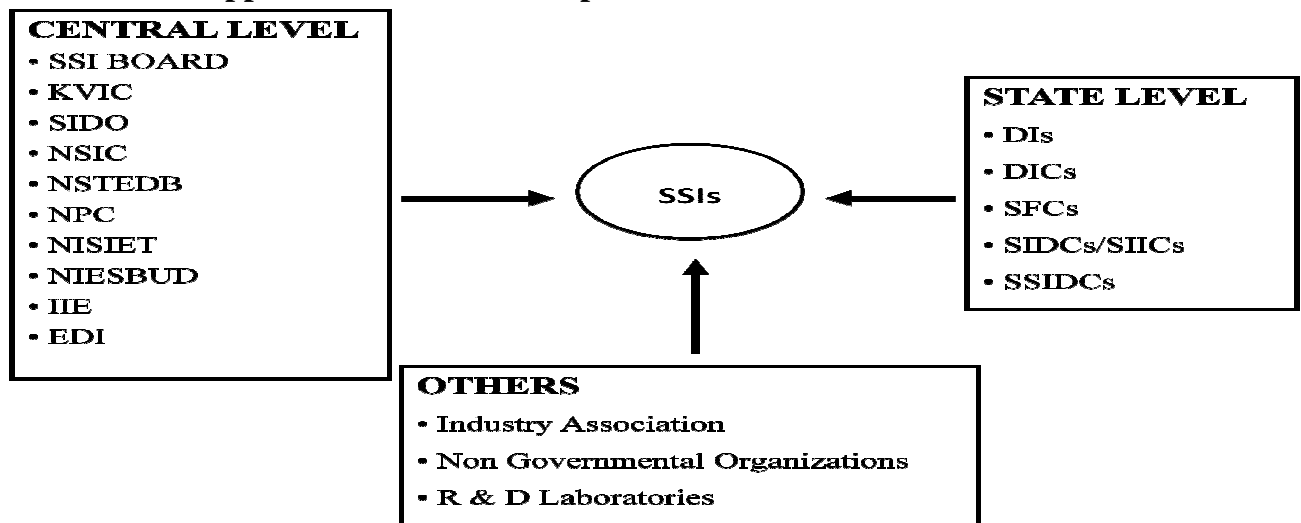 CENTRAL LEVEL
• SSI BOARD
• KVIC
• SIDO
• NSIC
• NSTEDB
• NPC
• NISIET
• NIESBUD
• IIE
• EDI
SSIs
STATE LEVEL
• DIs
• DICs
• SFCs
• SIDCs/SIICs
• SSIDCs
OTHERS
• Industry Association
• Non Governmental Organizations
• R & D Laboratories